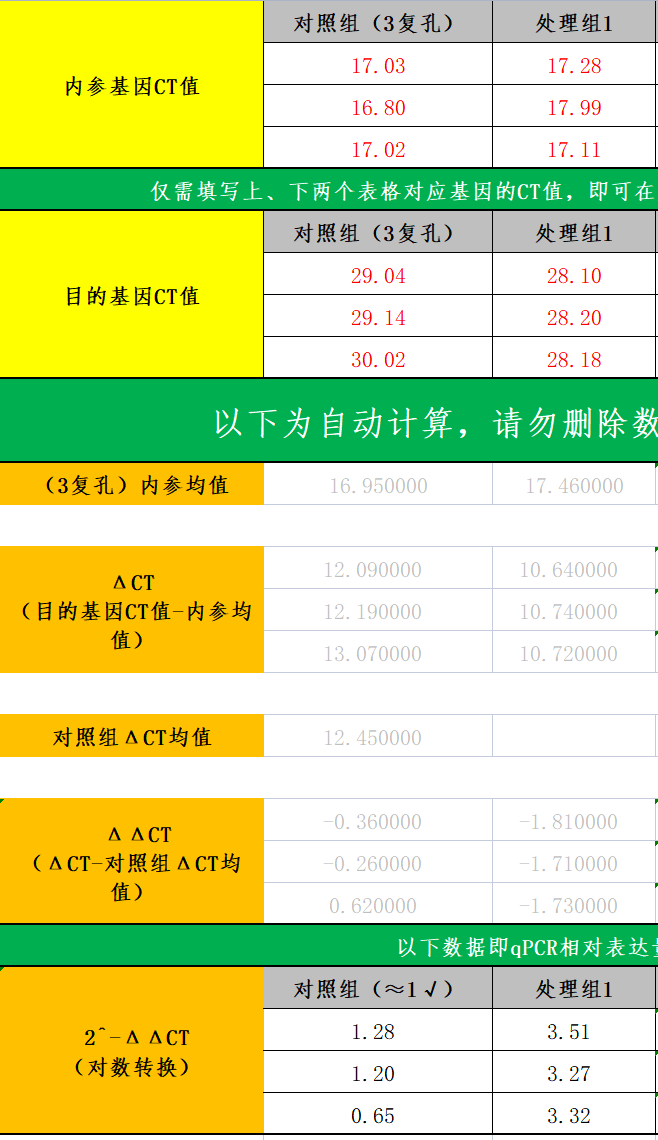 对照组（3复孔） 处理组1
内参基因CT值
17.03 17.28
16.80 17.99
17.02 17.11
仅需填写上、下两个表格对应基因的CT值，即可在
对照组（3复孔） 处理组1
目的基因CT值
29.04 28.10
29.14 28.20
30.02 28.18
以下为自动计算，请勿删除数
（3复孔）内参均值 16.950000 17.460000
ΔCT
（目的基因CT值-内参均
值）
12.090000 10.640000
12.190000 10.740000
13.070000 10.720000
对照组ΔCT均值 12.450000
ΔΔCT
（ΔCT-对照组ΔCT均
值）
-0.360000 -1.810000
-0.260000 -1.710000
0.620000 -1.730000
以下数据即qPCR相对表达
对照组（≈1√） 处理组1
2^-ΔΔCT
（对数转换）
1.28 3.51
1.20 3.27
0.65 3.32